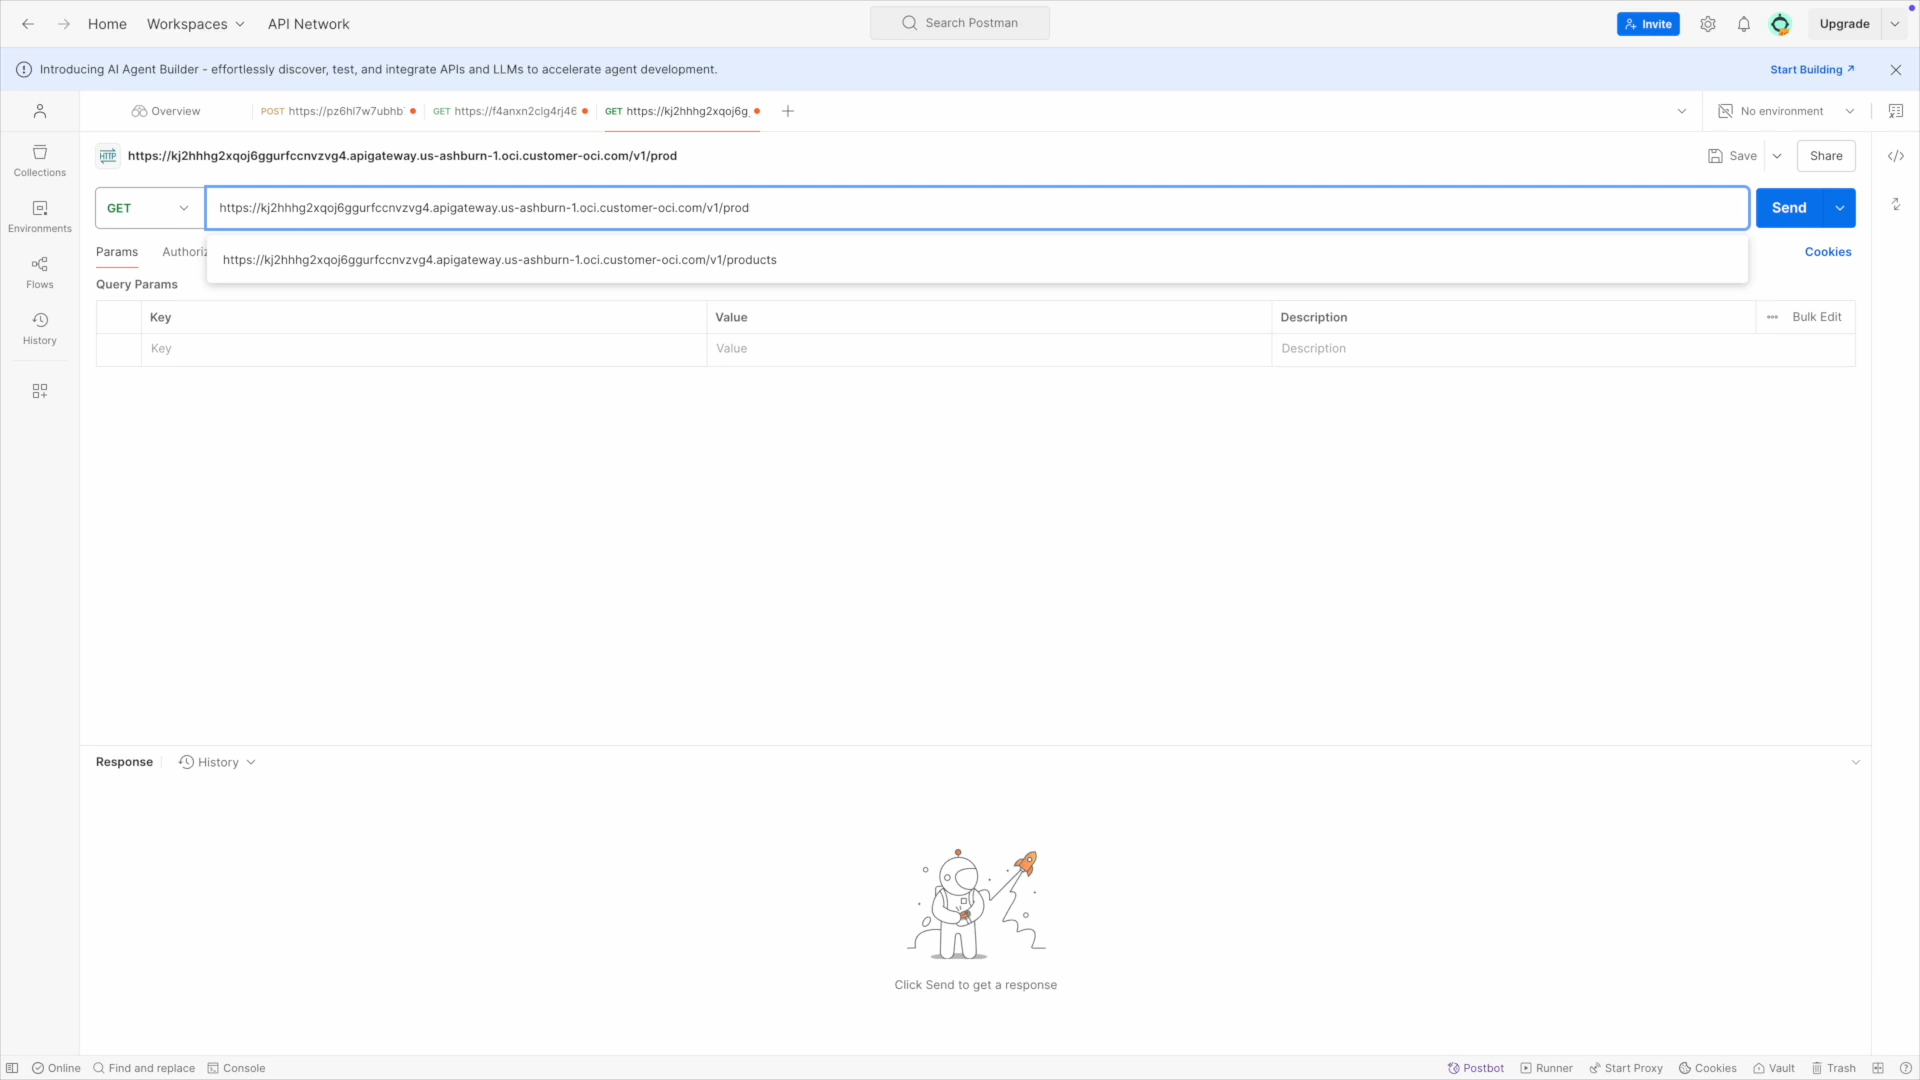 Home
Workspaces
API Network
Search Postman
Invite
Upgrade
Introducing AI Agent Builder - effortlessly discover, test, and integrate APIs and LLMs to accelerate agent development.
Start Building
Overview
POST https://pz6hl7w7ubhb
GET https://f4anxn2clg4rj46
GET https://kj2hhhg2xqoj6g
No environment
HTTP
https://kj2hhhg2xqoj6ggurfccnvzvg4.apigateway.us-ashburn-1.oci.customer-oci.com/v1/prod
Save
Share
Collections
GET
https://kj2hhhg2xqoj6ggurfccnvzvg4.apigateway.us-ashburn-1.oci.customer-oci.com/v1/prod
Send
Environments
Params
Authoriz
https://kj2hhhg2xqoj6ggurfccnvzvg4.apigateway.us-ashburn-1.oci.customer-oci.com/v1/products
Cookies
Flows
Query Params
Key
Value
Description
Bulk Edit
History
Key
Value
Description
Response
History
Click Send to get a response
Online
Find and replace
Console
Postbot
Runner
Start Proxy
Cookies
Vault
Trash